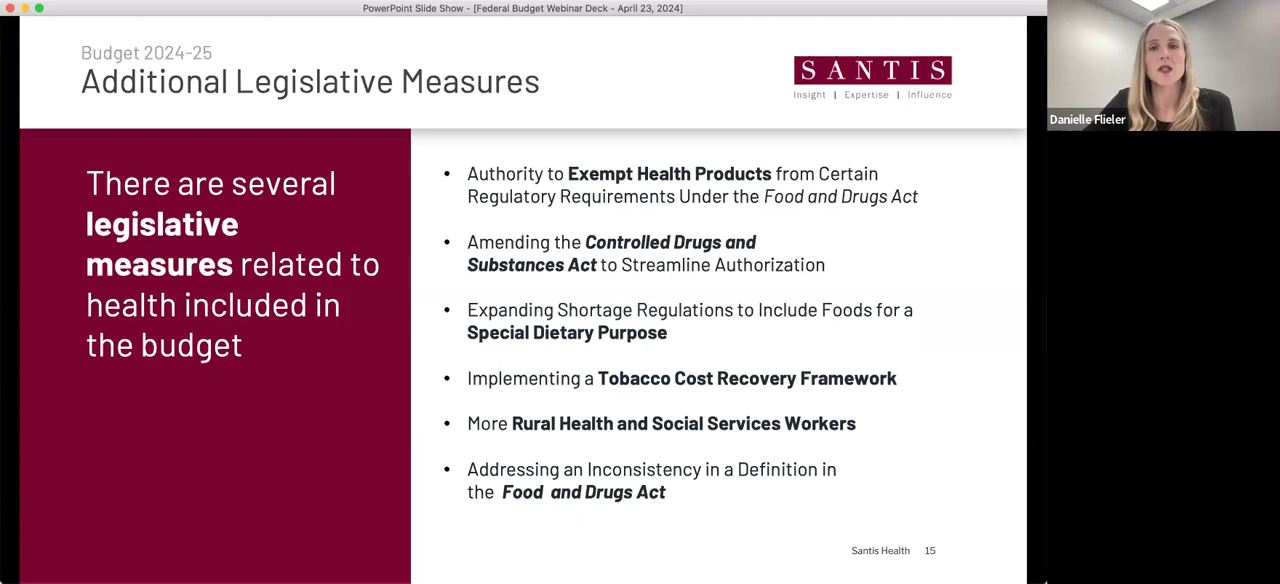 PowerPoint Slide Show - [Federal Budget Webinar Deck - April 23, 2024]
Budget 2024-25
Additional Legislative Measures
SANTIS
Insight | Expertise | Influence
Danielle Flieler
There are several
legislative
measures related to
health included in
the budget
• Authority to Exempt Health Products from Certain
Regulatory Requirements Under the Food and Drugs Act
• Amending the Controlled Drugs and
Substances Act to Streamline Authorization
• Expanding Shortage Regulations to Include Foods for a
Special Dietary Purpose
• Implementing a Tobacco Cost Recovery Framework
• More Rural Health and Social Services Workers
• Addressing an Inconsistency in a Definition in
the Food and Drugs Act
Santis Health 15